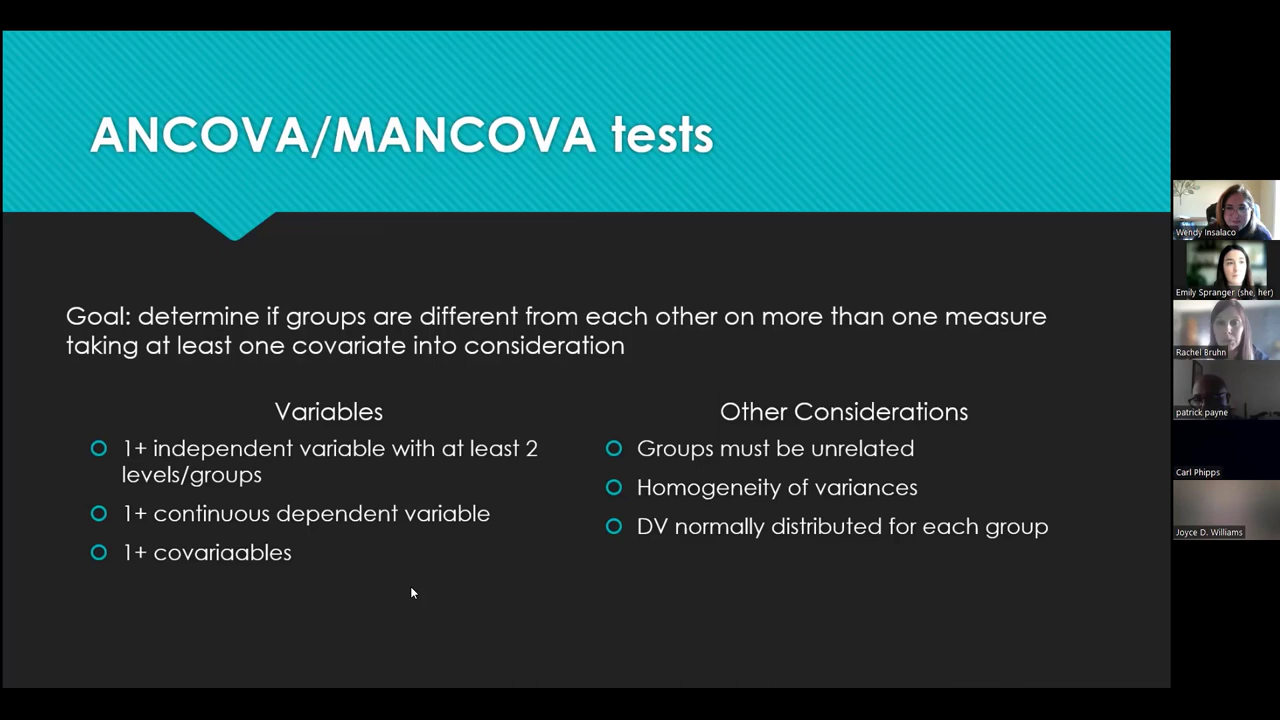 ANCOVA/MANCOVA tests
Goal: determine if groups are different from each other on more than one measure
taking at least one covariate into consideration
Variables
1+ independent variable with at least 2
levels/groups
1+ continuous dependent variable
1+ covariaables
Other Considerations
Groups must be unrelated
Homogeneity of variances
DV normally distributed for each group
Wendy Insalaco
Emily Spranger (she, her)
Rachel Bruhn
patrick payne
Carl Phipps
Joyce D. Williams